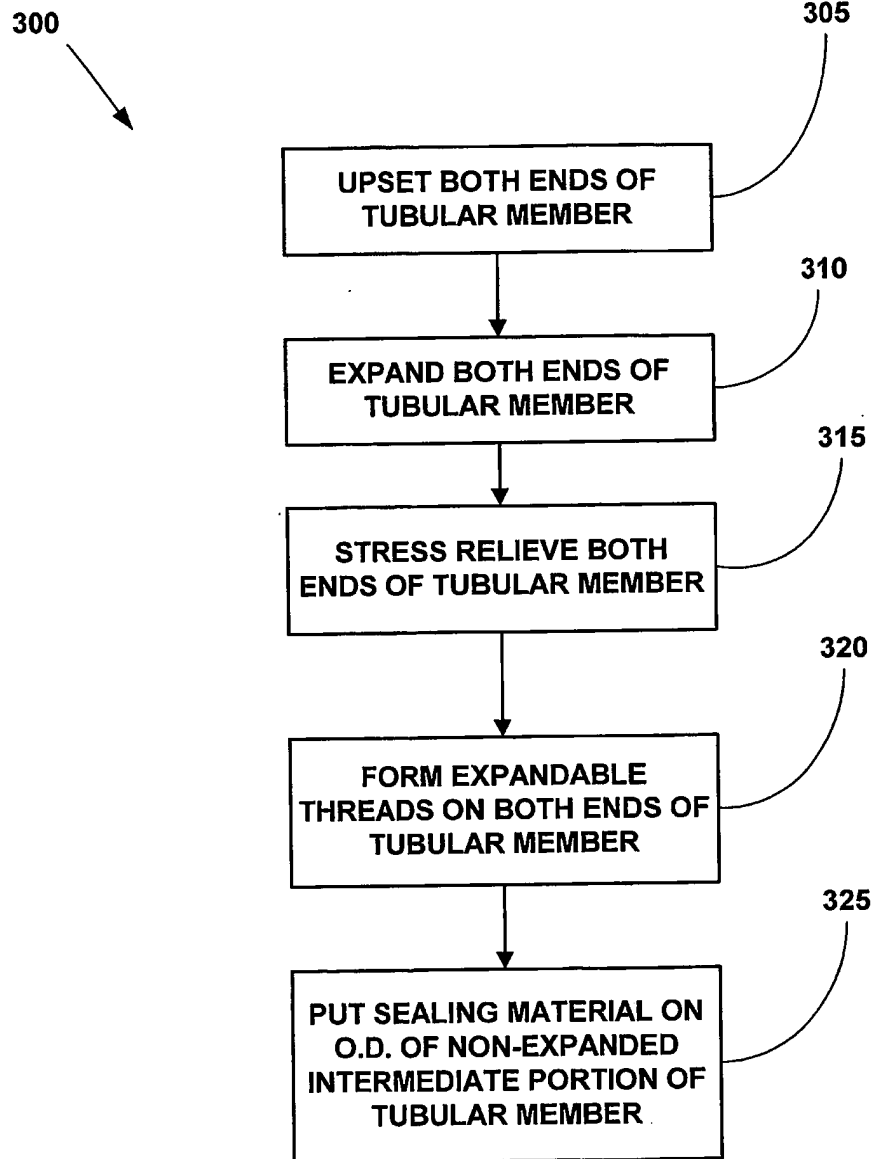 300
305
UPSET BOTH ENDS OF
TUBULAR MEMBER
310
EXPAND BOTH ENDS OF
TUBULAR MEMBER
315
STRESS RELIEVE BOTH
ENDS OF TUBULAR MEMBER
320
FORM EXPANDABLE
THREADS ON BOTH ENDS OF
TUBULAR MEMBER
325
PUT SEALING MATERIAL ON
O.D. OF NON-EXPANDED
INTERMEDIATE PORTION OF
TUBULAR MEMBER